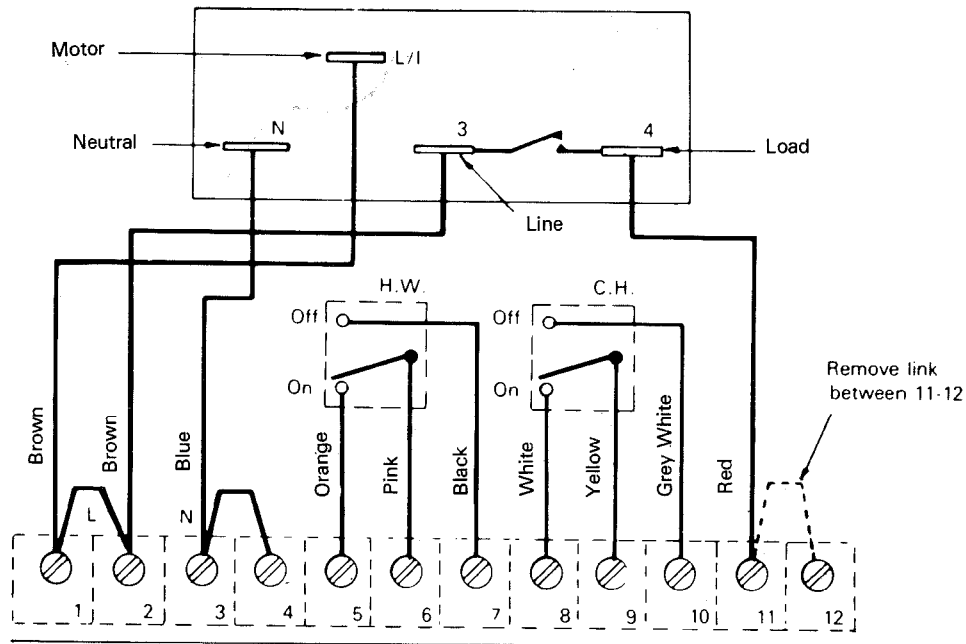 Motor
L/I
Neutral
N
3
4
Load
Line
H.W.
C.H.
Off
Off
On
On
Remove link
between 11-12
Brown
Brown
Blue
Orange
Pink
Black
White
Yellow
Grey White
Red
L
N
1
2
3
4
5
6
7
8
9
10
11
12